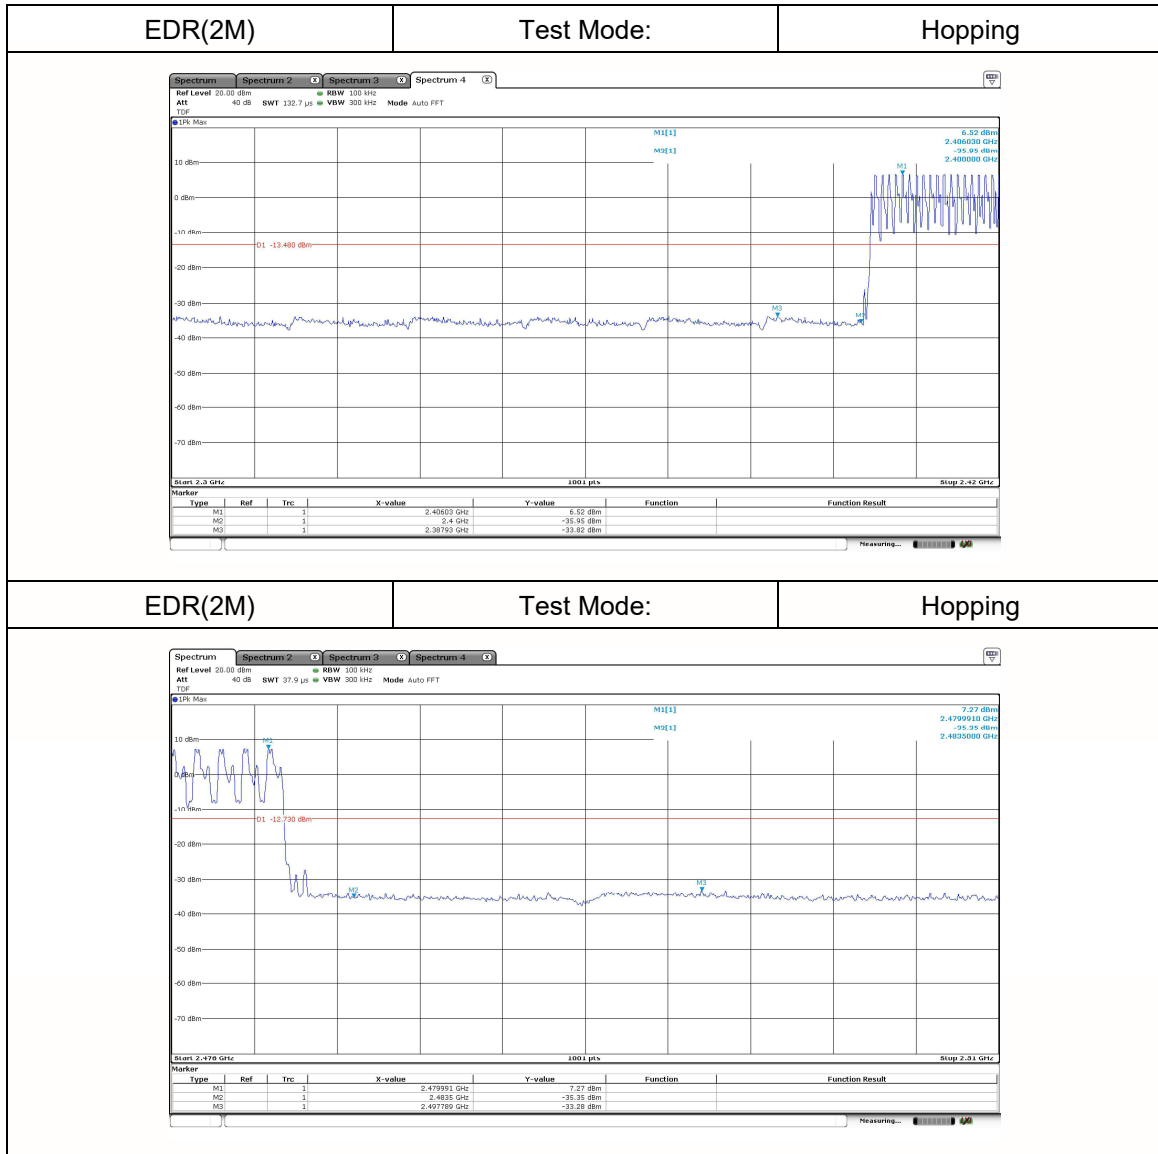 EDR(2M) Test Mode: Hopping
Spectrum Spectrum 2 X Spectrum 3 X Spectrum 4 X
Ref Level 20.00 dBm RBW 100 kHz
Att 40 dB SWT 132.7 µs VBW 300 kHz Mode Auto FFT
TDF
1Pk Max
M1[1] 6.52 dBm
2.406030 GHz
M2[1] -35.95 dBm
2.400000 GHz
10 dBm
M1
0 dBm
-10 dBm
D1 -13.480 dBm
-20 dBm
-30 dBm
M3
M2
-40 dBm
-50 dBm
-60 dBm
-70 dBm
Start 2.3 GHz 1001 pts Stop 2.42 GHz
Marker
Type Ref Trc X-value Y-value Function Function Result
M1 1 2.40603 GHz 6.52 dBm
M2 1 2.4 GHz -35.95 dBm
M3 1 2.38793 GHz -33.82 dBm
Measuring...
EDR(2M) Test Mode: Hopping
Spectrum Spectrum 2 X Spectrum 3 X Spectrum 4 X
Ref Level 20.00 dBm RBW 100 kHz
Att 40 dB SWT 37.9 µs VBW 300 kHz Mode Auto FFT
TDF
1Pk Max
M1[1] 7.27 dBm
2.4799910 GHz
M2[1] -35.35 dBm
2.4835000 GHz
10 dBm
M1
0 dBm
-10 dBm
D1 -12.730 dBm
-20 dBm
-30 dBm
M2
M3
-40 dBm
-50 dBm
-60 dBm
-70 dBm
Start 2.476 GHz 1001 pts Stop 2.51 GHz
Marker
Type Ref Trc X-value Y-value Function Function Result
M1 1 2.479991 GHz 7.27 dBm
M2 1 2.4835 GHz -35.35 dBm
M3 1 2.497789 GHz -33.28 dBm
Measuring...